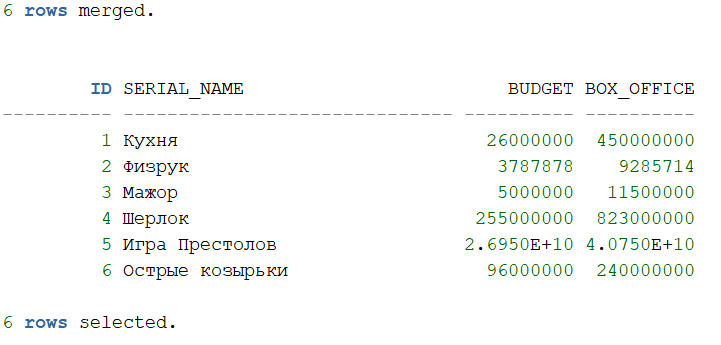 6 rows merged.
ID SERIAL_NAME BUDGET BOX_OFFICE
---------- ------------------------------ ---------- ----------
1 Кухня 26000000 450000000
2 Физрук 3787878 9285714
3 Мажор 5000000 11500000
4 Шерлок 255000000 823000000
5 Игра Престолов 2.6950E+10 4.0750E+10
6 Острые козырьки 96000000 240000000
6 rows selected.